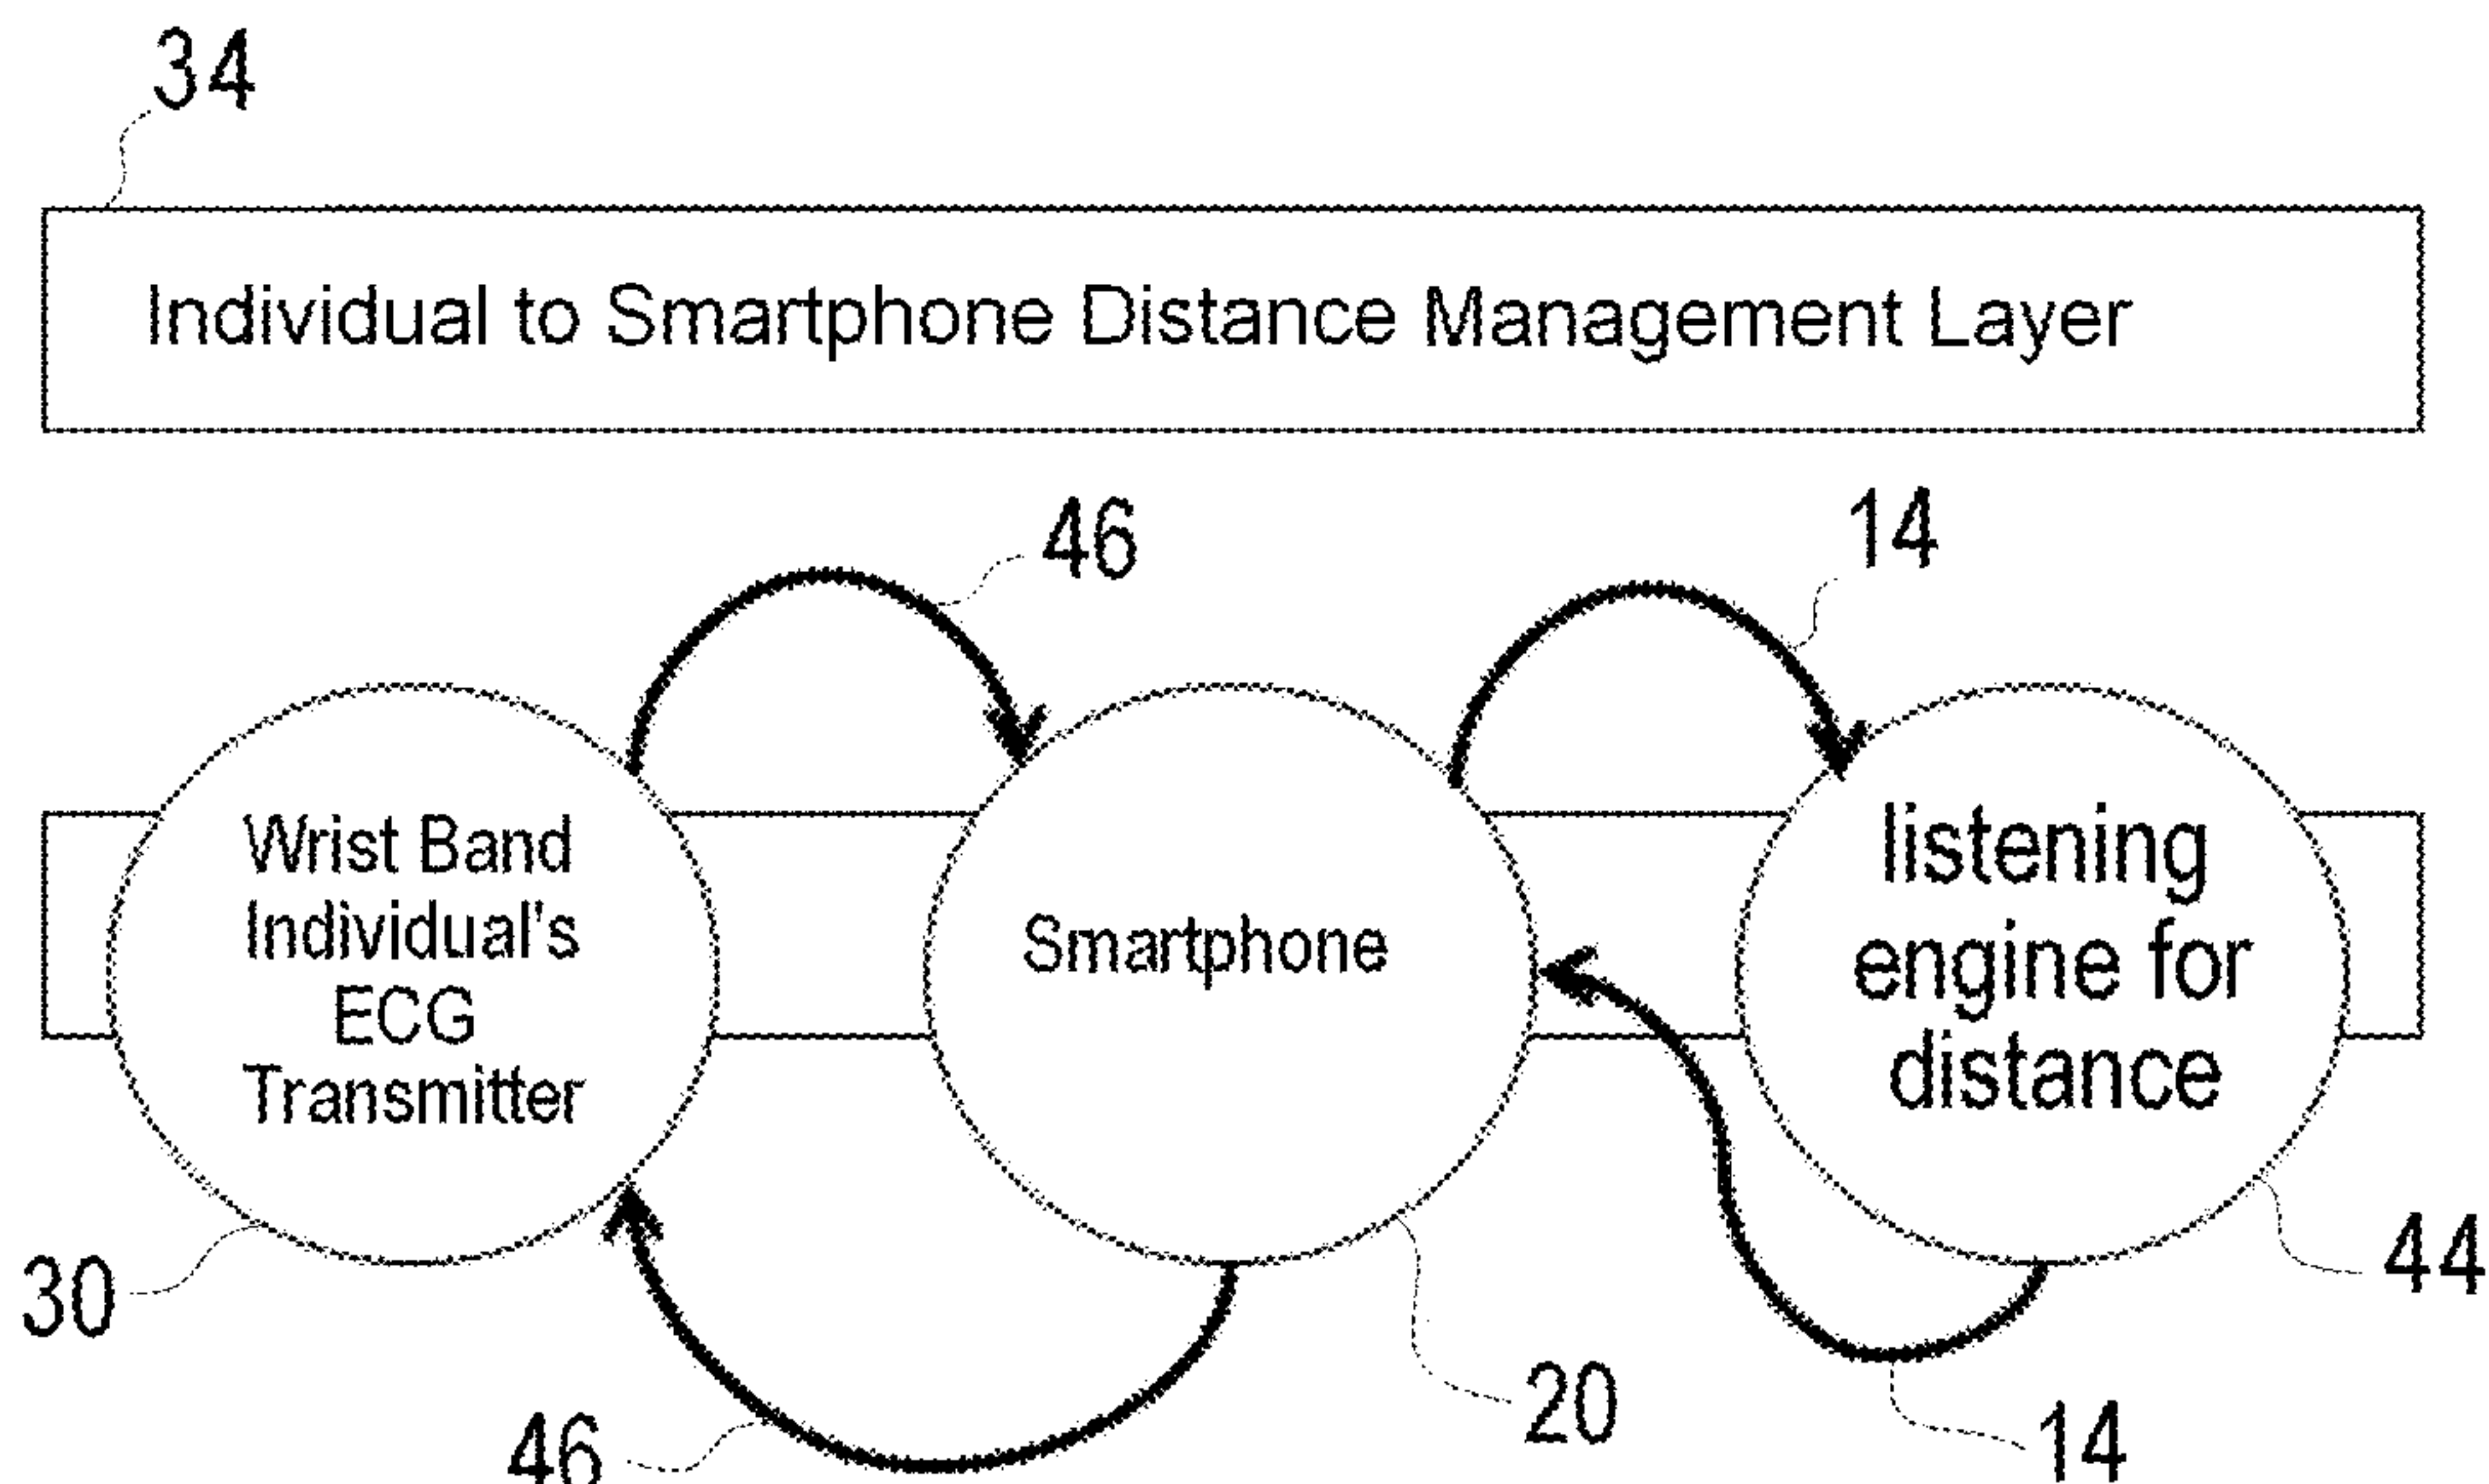 34
Individual to Smartphone Distance Management Layer
46
14
Wrist Band
Individual's
ECG
Transmitter
Smartphone
listening
engine for
distance
30
46
20
14
44